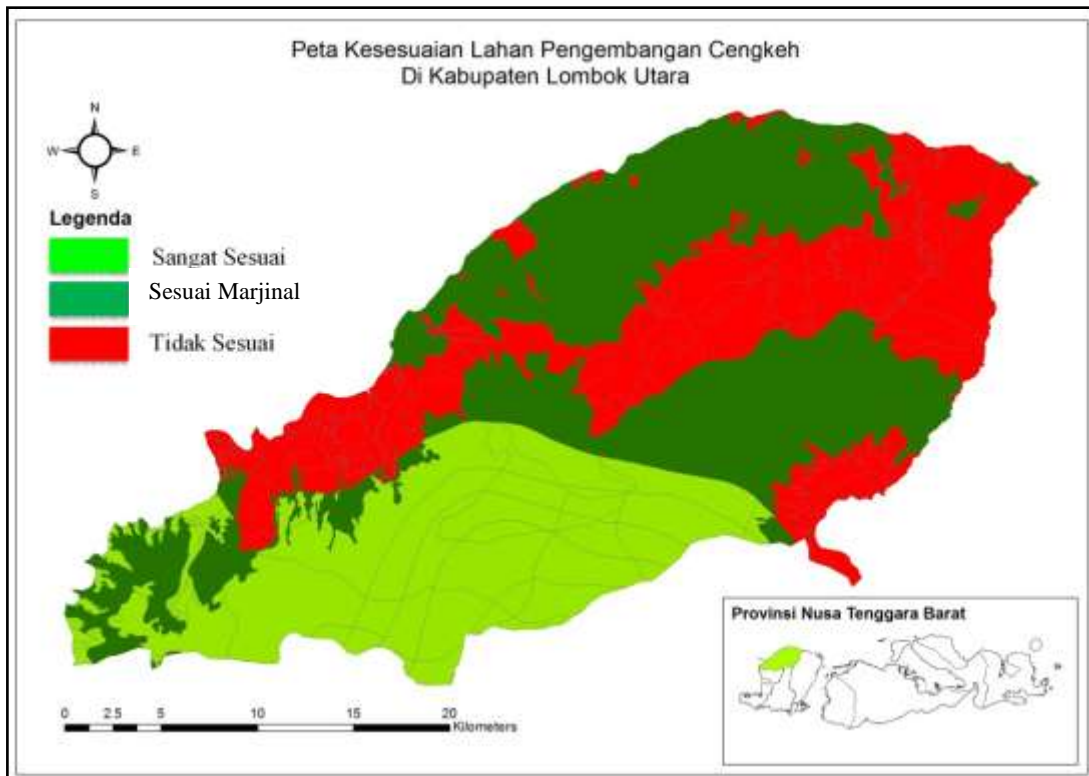 Peta Kesesuaian Lahan Pengembangan Cengkeh
Di Kabupaten Lombok Utara
N
W E
S
Legenda
Sangat Sesuai
Sesuai Marjinal
Tidak Sesuai
Provinsi Nusa Tenggara Barat
0 2.5 5 10 15 20
Kilometers